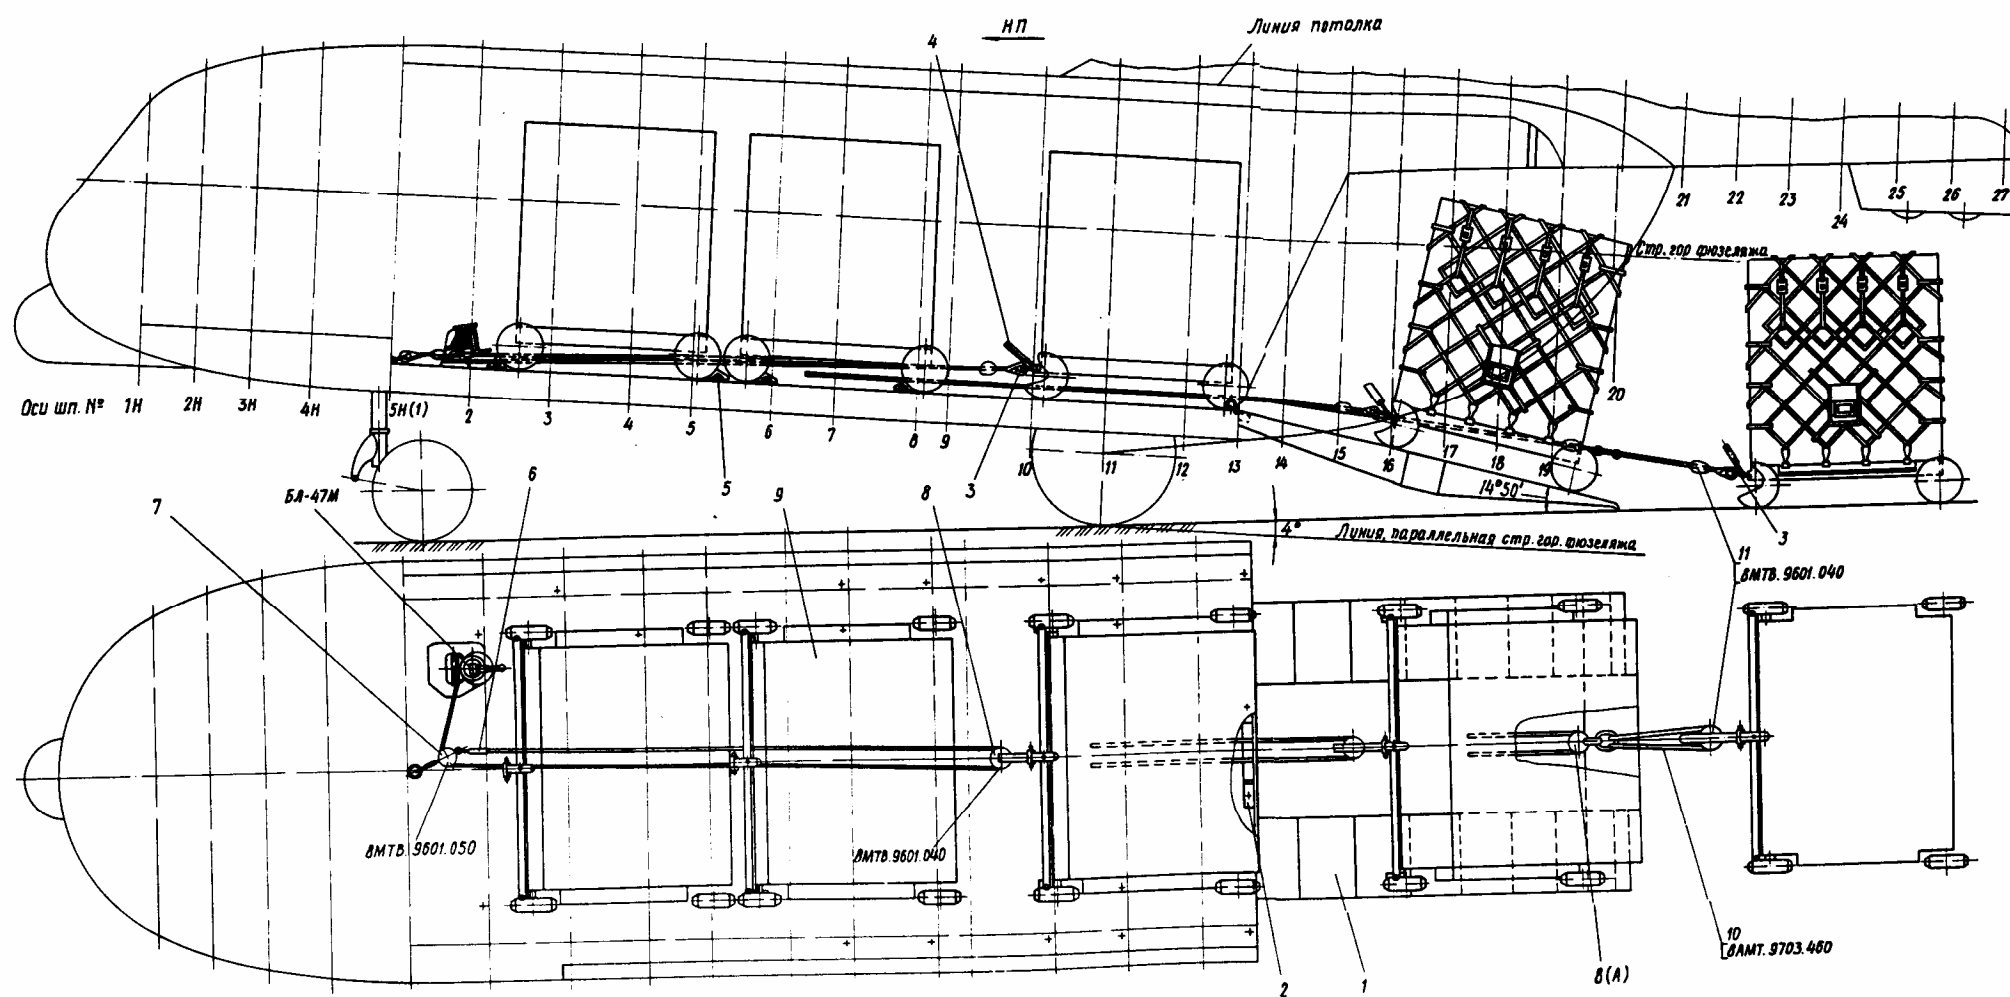 НП
Линия потолка
4
21 22 23 24 25 26 27
Стр. гор фюзеляжа
Оси шп. № 1Н 2Н 3Н 4Н 5Н(1) 2 3 4 5 6 7 8 9 10 11 12 13 14 15 16 17 18 19 20
14°50'
7
БЛ-47М
6
5
9
8
3
4°
Линия, параллельная стр. гор. фюзеляжа
3
11
8МТВ.9601.040
8МТВ.9601.050
8МТВ.9601.040
10
8АМТ.9703.460
2
1
8(А)